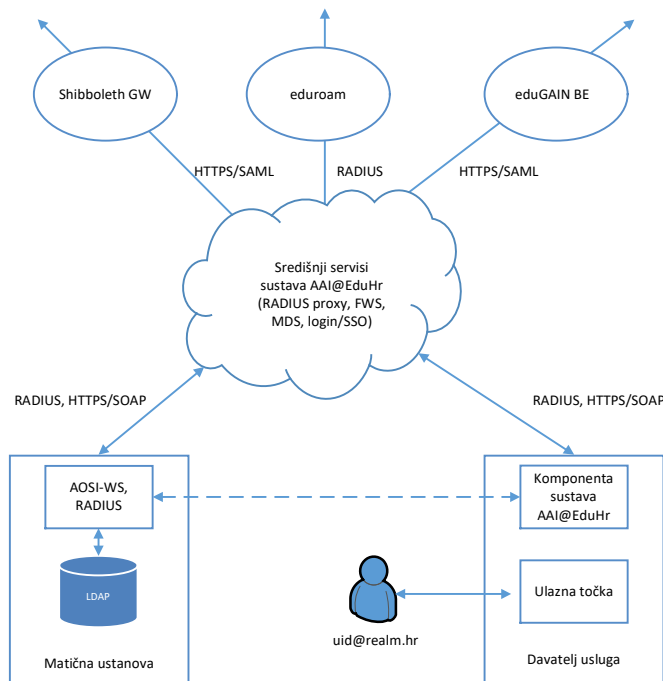 Shibboleth GW
eduroam
eduGAIN BE
HTTPS/SAML
RADIUS
HTTPS/SAML
Središnji servisi
sustava AAI@EduHr
(RADIUS proxy, FWS,
MDS, login/SSO)
RADIUS, HTTPS/SOAP
RADIUS, HTTPS/SOAP
AOSI-WS,
RADIUS
Komponenta
sustava
AAI@EduHr
LDAP
Ulazna točka
uid@realm.hr
Matična ustanova
Davatelj usluga